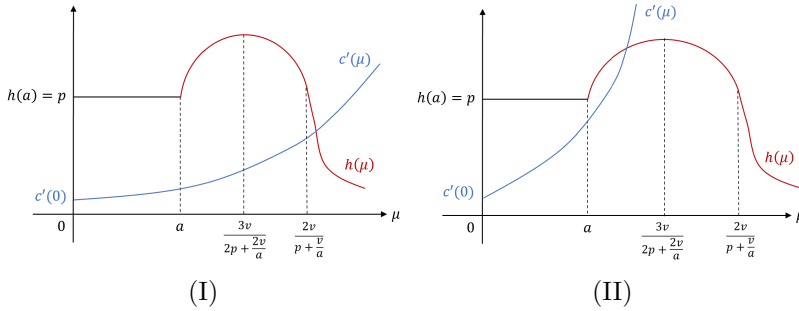 c′(μ)
h(a) = p
c′(0)
h(μ)
0
a
3v / (2p + 2v/a)
2v / (p + v/a)
μ
(I)
c′(μ)
h(a) = p
c′(0)
h(μ)
0
a
3v / (2p + 2v/a)
2v / (p + v/a)
μ
(II)